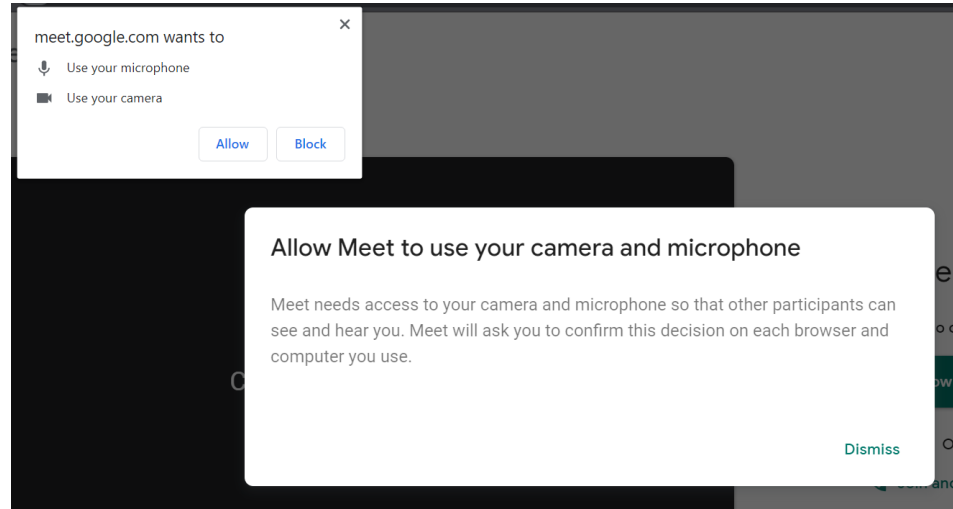 meet.google.com wants to
Use your microphone
Use your camera
Allow
Block
Allow Meet to use your camera and microphone
Meet needs access to your camera and microphone so that other participants can
see and hear you. Meet will ask you to confirm this decision on each browser and
computer you use.
Dismiss